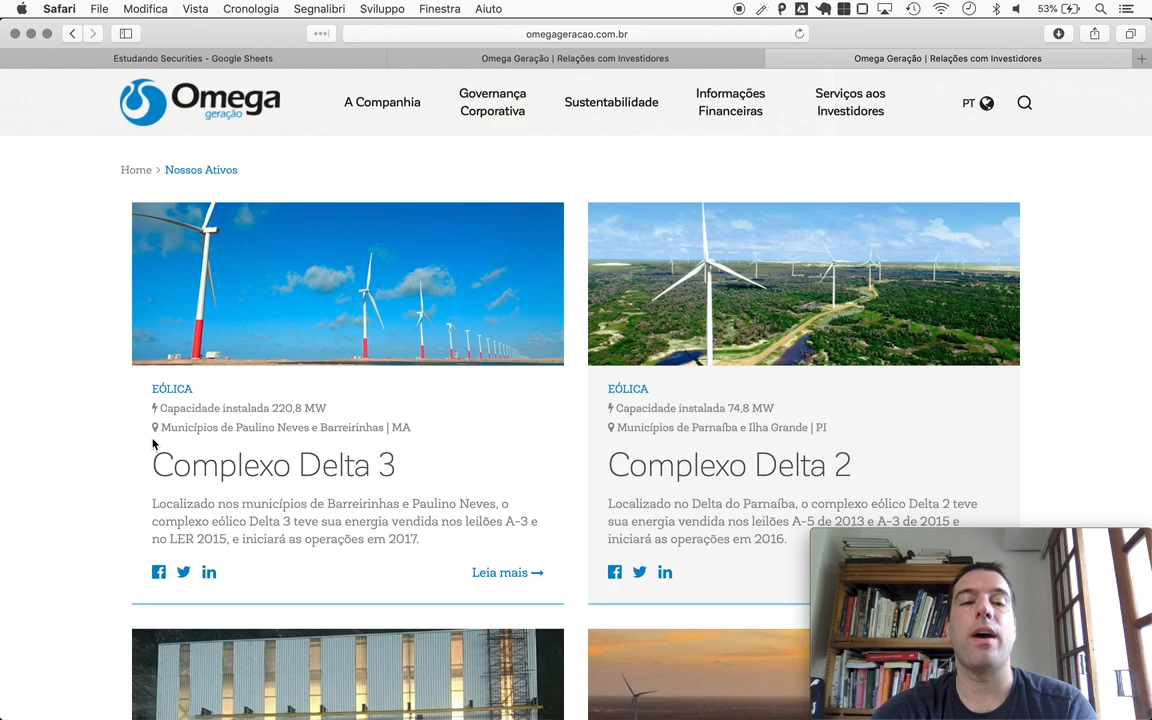 Safari File Modifica Vista Cronologia Segnalibri Sviluppo Finestra Aiuto 53%
omegageracao.com.br
Estudando Securities - Google Sheets
Omega Geração | Relações com Investidores
Omega Geração | Relações com Investidores
Omega
geração
A Companhia
Governança
Corporativa
Sustentabilidade
Informações
Financeiras
Serviços aos
Investidores
PT
Home > Nossos Ativos
EÓLICA
Capacidade instalada 220,8 MW
Municípios de Paulino Neves e Barreirinhas | MA
Complexo Delta 3
Localizado nos municípios de Barreirinhas e Paulino Neves, o
complexo eólico Delta 3 teve sua energia vendida nos leilões A-3 e
no LER 2015, e iniciará as operações em 2017.
Leia mais
EÓLICA
Capacidade instalada 74,8 MW
Municípios de Parnaíba e Ilha Grande | PI
Complexo Delta 2
Localizado no Delta do Parnaíba, o complexo eólico Delta 2 teve
sua energia vendida nos leilões A-5 de 2013 e A-3 de 2015 e
iniciará as operações em 2016.